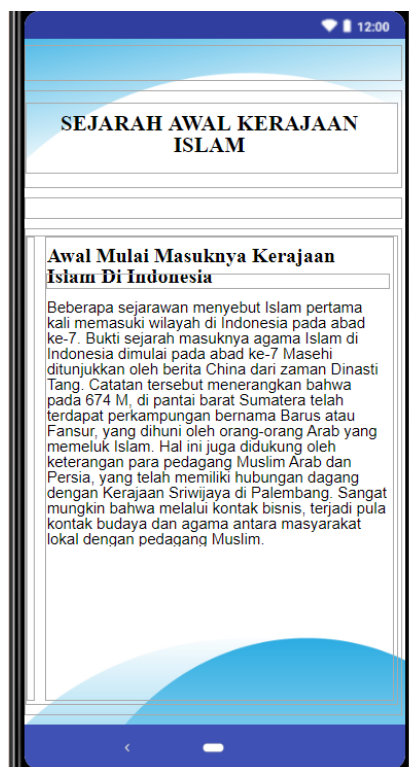 12:00
SEJARAH AWAL KERAJAAN
ISLAM
Awal Mulai Masuknya Kerajaan
Islam Di Indonesia
Beberapa sejarawan menyebut Islam pertama
kali memasuki wilayah di Indonesia pada abad
ke-7. Bukti sejarah masuknya agama Islam di
Indonesia dimulai pada abad ke-7 Masehi
ditunjukkan oleh berita China dari zaman Dinasti
Tang. Catatan tersebut menerangkan bahwa
pada 674 M, di pantai barat Sumatera telah
terdapat perkampungan bernama Barus atau
Fansur, yang dihuni oleh orang-orang Arab yang
memeluk Islam. Hal ini juga didukung oleh
keterangan para pedagang Muslim Arab dan
Persia, yang telah memiliki hubungan dagang
dengan Kerajaan Sriwijaya di Palembang. Sangat
mungkin bahwa melalui kontak bisnis, terjadi pula
kontak budaya dan agama antara masyarakat
lokal dengan pedagang Muslim.